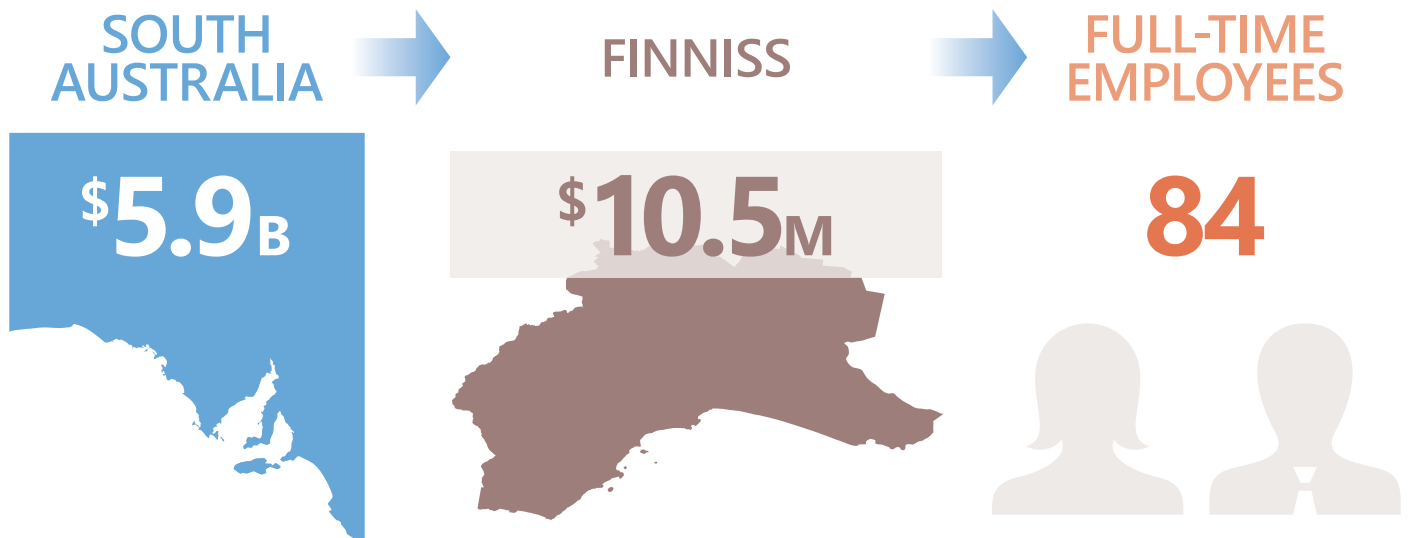 SOUTH
AUSTRALIA
FINNISS
FULL-TIME
EMPLOYEES
$5.9B
$10.5M
84